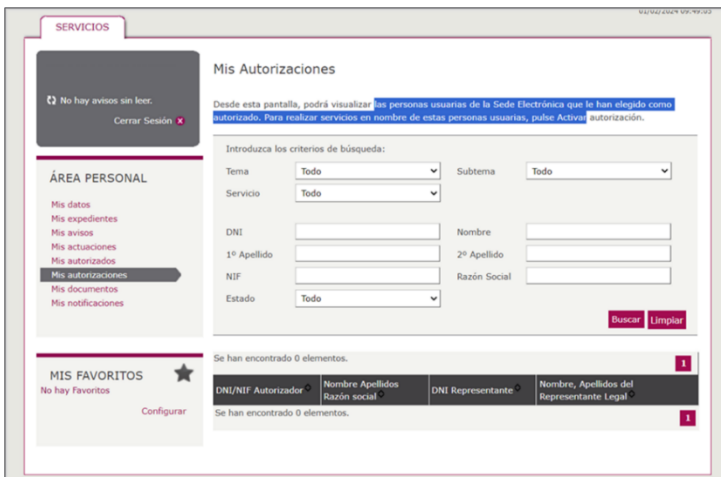 01/02/2024 09:49:05
SERVICIOS
No hay avisos sin leer.
Cerrar Sesión
ÁREA PERSONAL
Mis datos
Mis expedientes
Mis avisos
Mis actuaciones
Mis autorizados
Mis autorizaciones
Mis documentos
Mis notificaciones
MIS FAVORITOS
No hay Favoritos
Configurar
Mis Autorizaciones
Desde esta pantalla, podrá visualizar las personas usuarias de la Sede Electrónica que le han elegido como
autorizado. Para realizar servicios en nombre de estas personas usuarias, pulse Activar autorización.
Introduzca los criterios de búsqueda:
Tema Todo Subtema Todo
Servicio Todo
DNI Nombre
1º Apellido 2º Apellido
NIF Razón Social
Estado Todo
Buscar Limpiar
Se han encontrado 0 elementos. 1
DNI/NIF Autorizador Nombre Apellidos Razón social DNI Representante Nombre, Apellidos del Representante Legal
Se han encontrado 0 elementos. 1